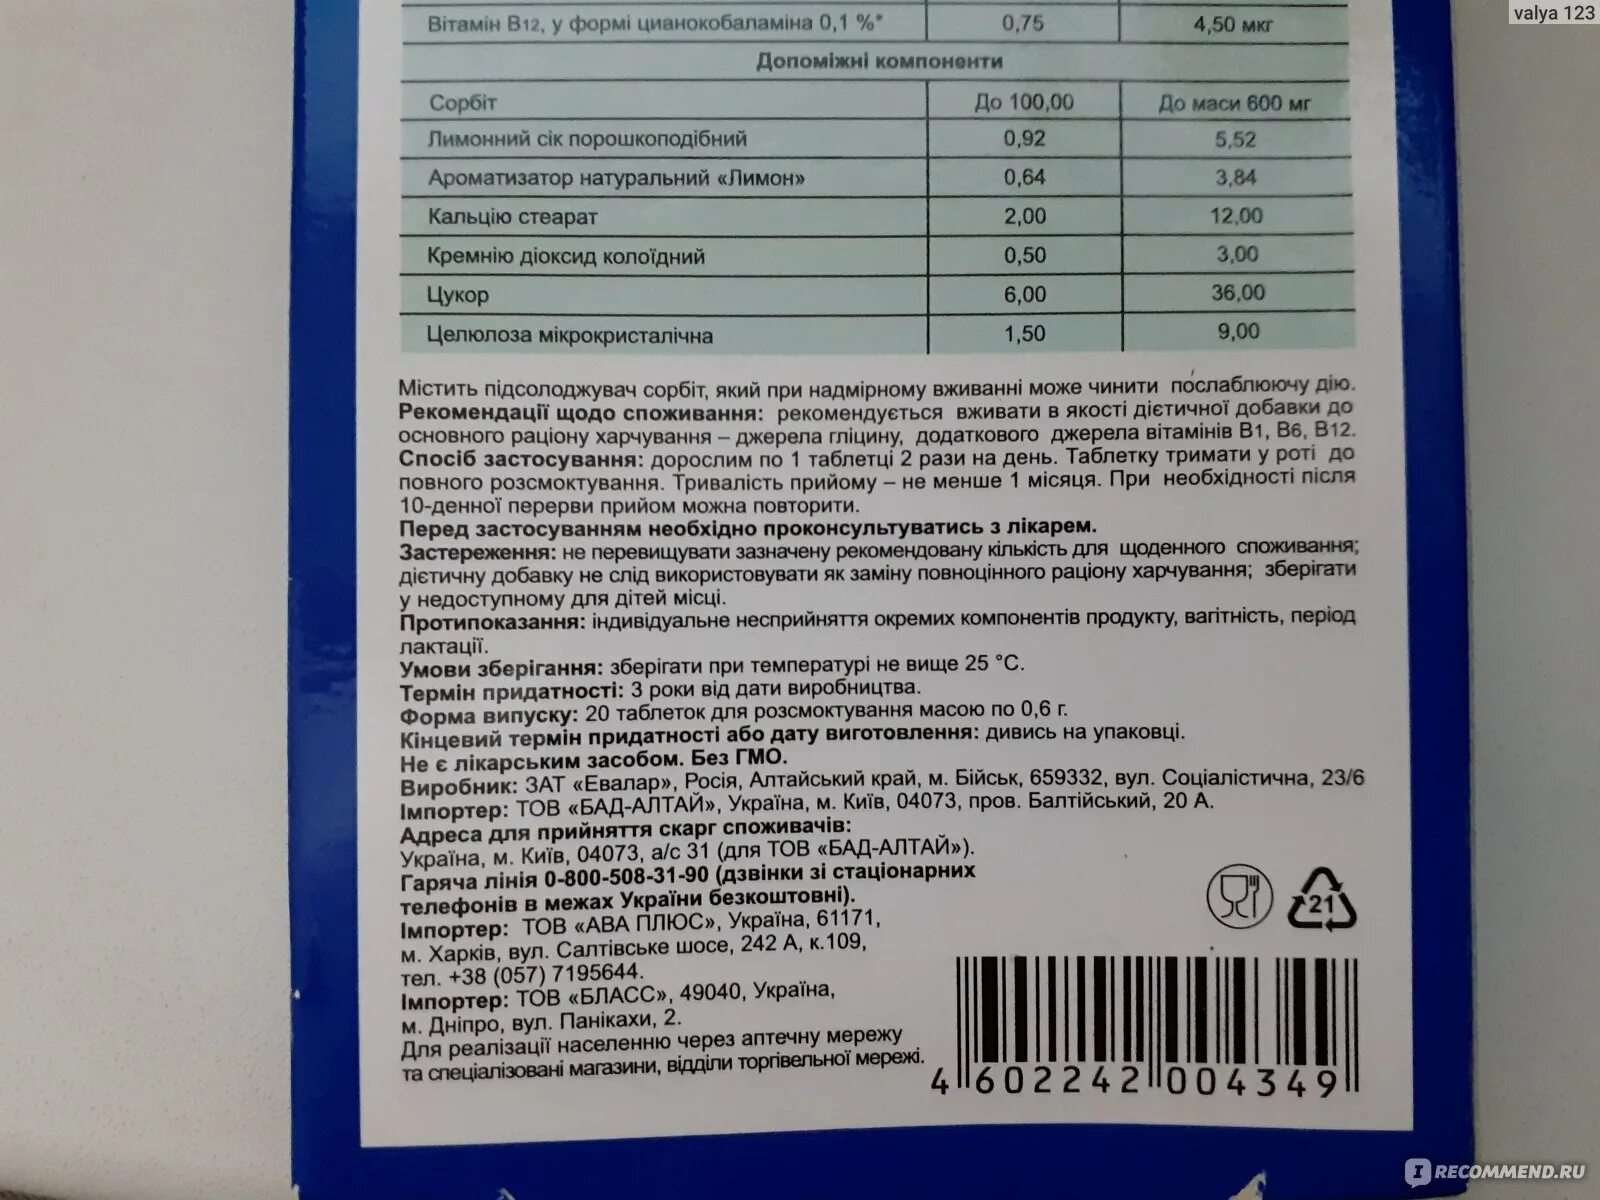 valya 123
Вітамін В12, у формі цианокобаламіна 0,1 %* 0,75 4,50 мкг
Допоміжні компоненти
Сорбіт До 100,00 До маси 600 мг
Лимонний сік порошкоподібний 0,92 5,52
Ароматизатор натуральний «Лимон» 0,64 3,84
Кальцію стеарат 2,00 12,00
Кремнію діоксид колоїдний 0,50 3,00
Цукор 6,00 36,00
Целюлоза мікрокристалічна 1,50 9,00
Містить підсолоджувач сорбіт, який при надмірному вживанні може чинити послаблюючу дію.
Рекомендації щодо споживання: рекомендується вживати в якості дієтичної добавки до
основного раціону харчування – джерела гліцину, додаткового джерела вітамінів В1, В6, В12.
Спосіб застосування: дорослим по 1 таблетці 2 рази на день. Таблетку тримати у роті до
повного розсмоктування. Тривалість прийому – не менше 1 місяця. При необхідності після
10-денної перерви прийом можна повторити.
Перед застосуванням необхідно проконсультуватись з лікарем.
Застереження: не перевищувати зазначену рекомендовану кількість для щоденного споживання;
дієтичну добавку не слід використовувати як заміну повноцінного раціону харчування; зберігати
у недоступному для дітей місці.
Протипоказання: індивідуальне несприйняття окремих компонентів продукту, вагітність, період
лактації.
Умови зберігання: зберігати при температурі не вище 25 °С.
Термін придатності: 3 роки від дати виробництва.
Форма випуску: 20 таблеток для розсмоктування масою по 0,6 г.
Кінцевий термін придатності або дату виготовлення: дивись на упаковці.
Не є лікарським засобом. Без ГМО.
Виробник: ЗАТ «Евалар», Росія, Алтайський край, м. Бійськ, 659332, вул. Соціалістична, 23/6
Імпортер: ТОВ «БАД-АЛТАЙ», Україна, м. Київ, 04073, пров. Балтійський, 20 А.
Адреса для прийняття скарг споживачів:
Україна, м. Київ, 04073, а/с 31 (для ТОВ «БАД-АЛТАЙ»).
Гаряча лінія 0-800-508-31-90 (дзвінки зі стаціонарних
телефонів в межах України безкоштовні).
Імпортер: ТОВ «АВА ПЛЮС», Україна, 61171,
м. Харків, вул. Салтівське шосе, 242 А, к.109,
тел. +38 (057) 7195644.
Імпортер: ТОВ «БЛАСС», 49040, Україна,
м. Дніпро, вул. Панікахи, 2.
Для реалізації населенню через аптечну мережу
та спеціалізовані магазини, відділи торгівельної мережі.
21
4 602242 004349
IRECOMMEND.RU